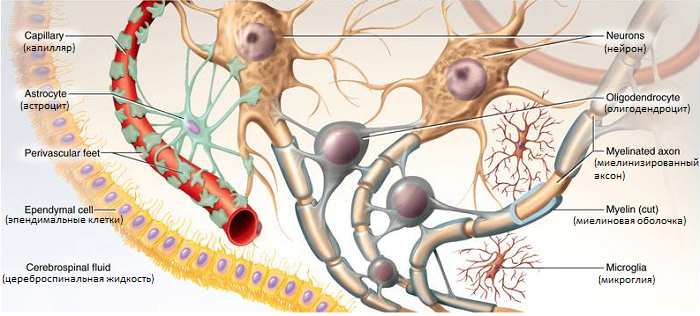 Capillary
(капилляр)
Astrocyte
(астроцит)
Perivascular feet
Ependymal cell
(эпендимальные клетки)
Cerebrospinal fluid
(цереброспинальная жидкость)
Neurons
(нейрон)
Oligodendrocyte
(олигодендроцит)
Myelinated axon
(миелинизированный
аксон)
Myelin (cut)
(миелиновая оболочка)
Microglia
(микроглия)